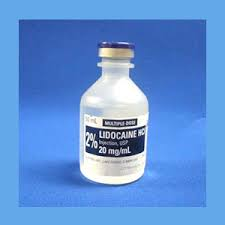 50 mL
MULTIPLE-DOSE
2%
LIDOCAINE HCl
Injection, USP
20 mg/mL